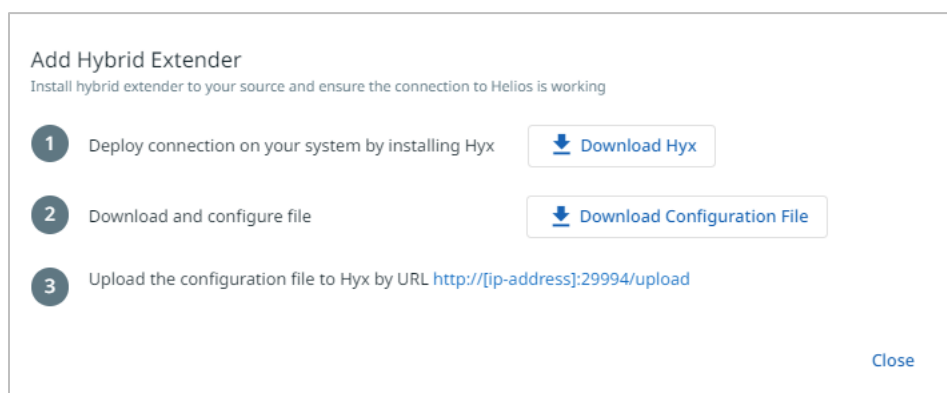 Add Hybrid Extender
Install hybrid extender to your source and ensure the connection to Helios is working
1 Deploy connection on your system by installing Hyx Download Hyx
2 Download and configure file Download Configuration File
3 Upload the configuration file to Hyx by URL http://[ip-address]:29994/upload
Close